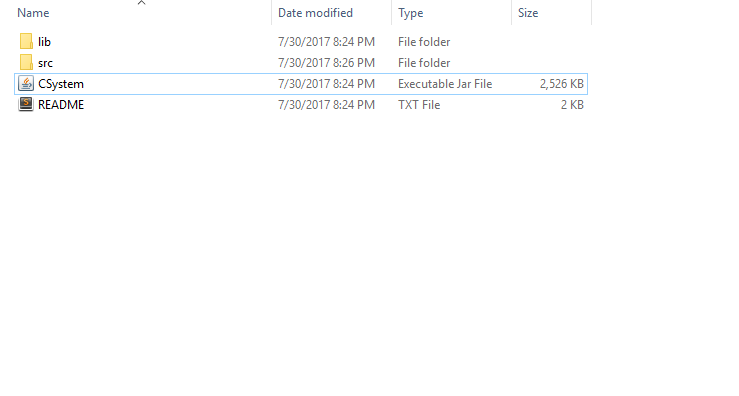 Name Date modified Type Size
lib 7/30/2017 8:24 PM File folder
src 7/30/2017 8:26 PM File folder
CSystem 7/30/2017 8:24 PM Executable Jar File 2,526 KB
README 7/30/2017 8:24 PM TXT File 2 KB